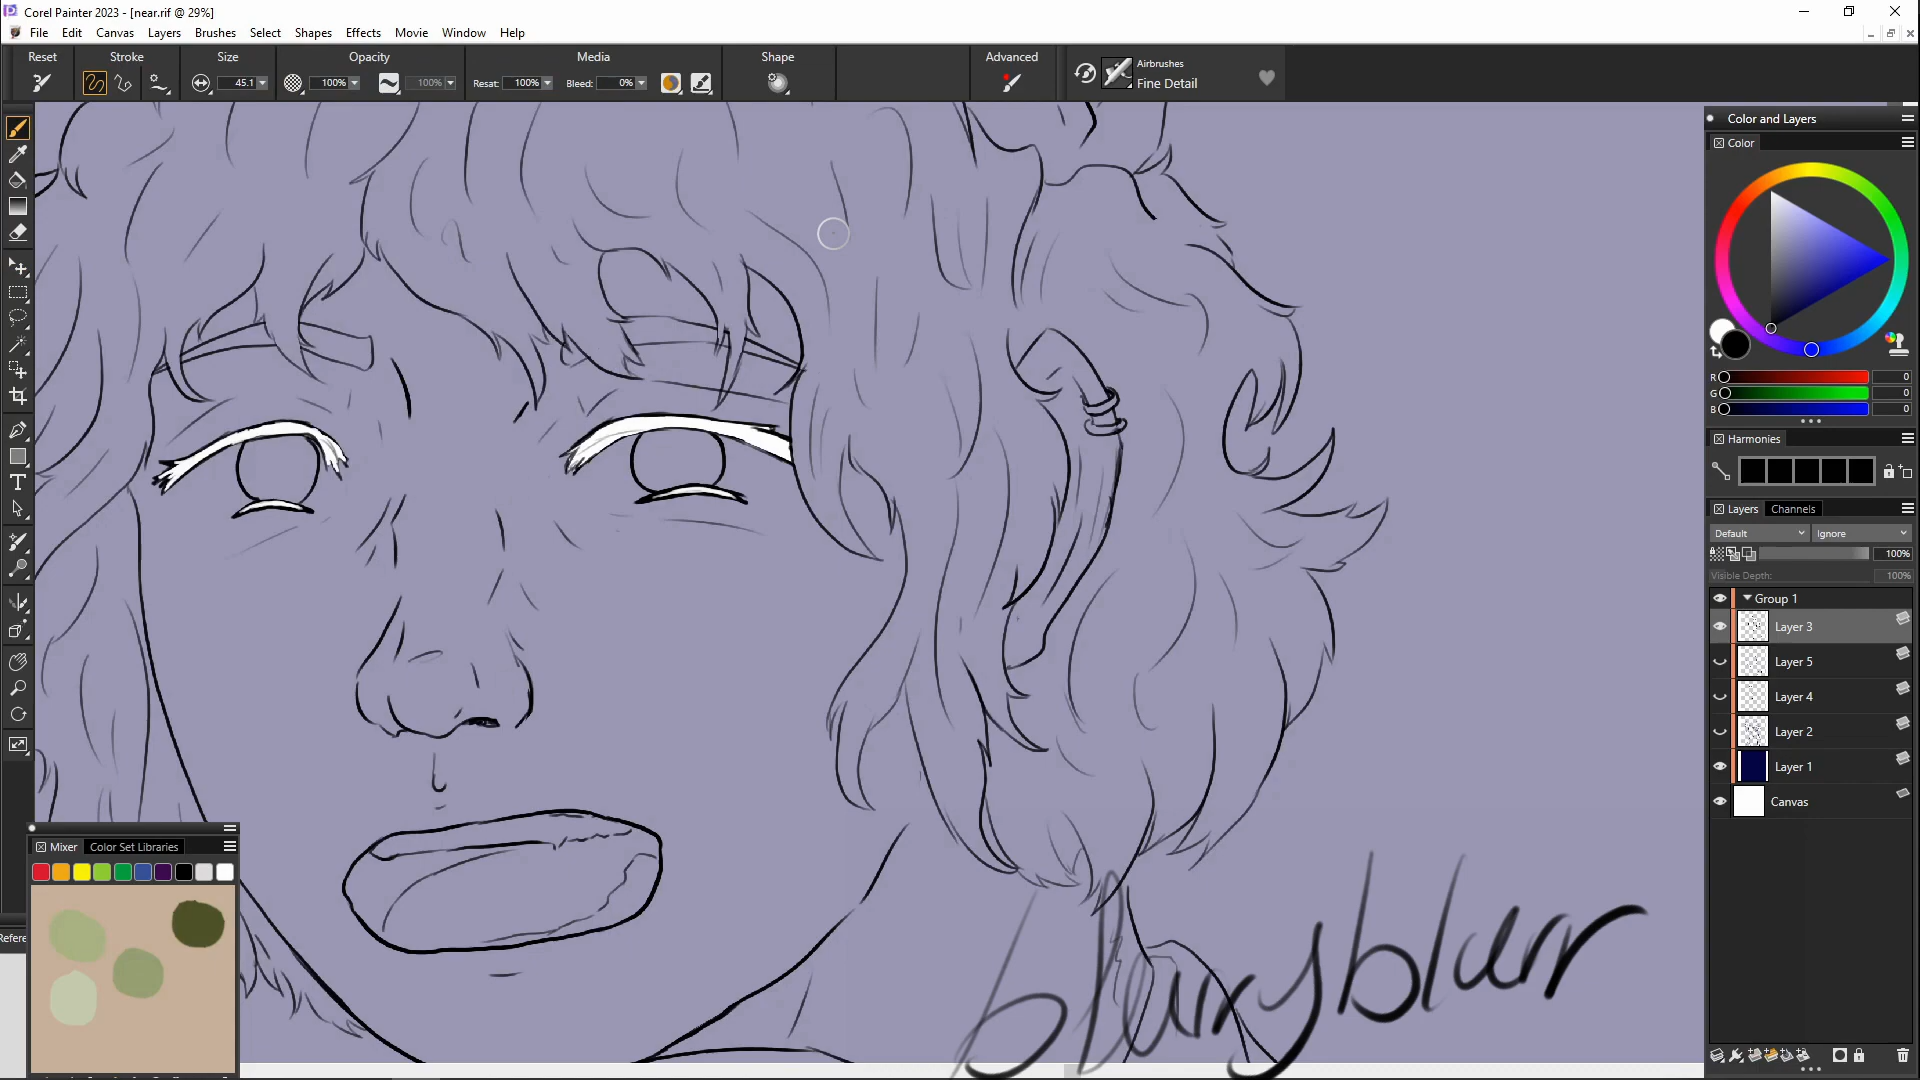 Corel Painter 2023 - [near.rif @ 29%]
File Edit Canvas Layers Brushes Select Shapes Effects Movie Window Help
Reset Stroke Size Opacity Media Shape Advanced
45.1 100% 100% Resat: 100% Bleed: 0%
Airbrushes
Fine Detail
Color and Layers
Color
R 0
G 0
B 0
Harmonies
Layers Channels
Default Ignore
100%
Visible Depth: 100%
Group 1
Layer 3
Layer 5
Layer 4
Layer 2
Layer 1
Canvas
Mixer Color Set Libraries
Refere
blurryblurr